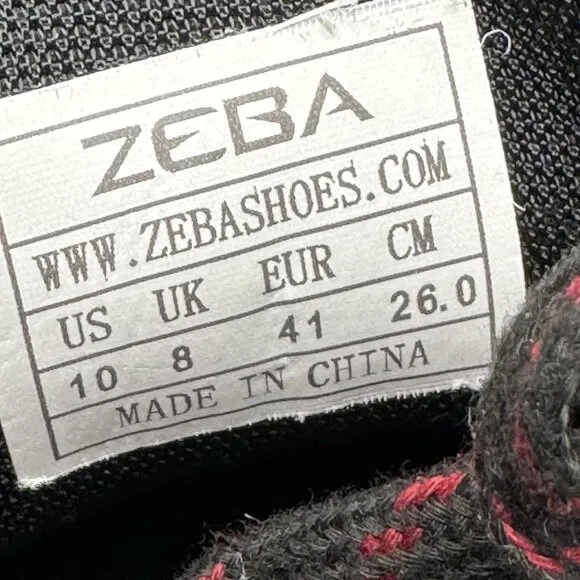 ZEBA
WWW.ZEBASHOES.COM
US UK EUR CM
10 8 41 26.0
MADE IN CHINA